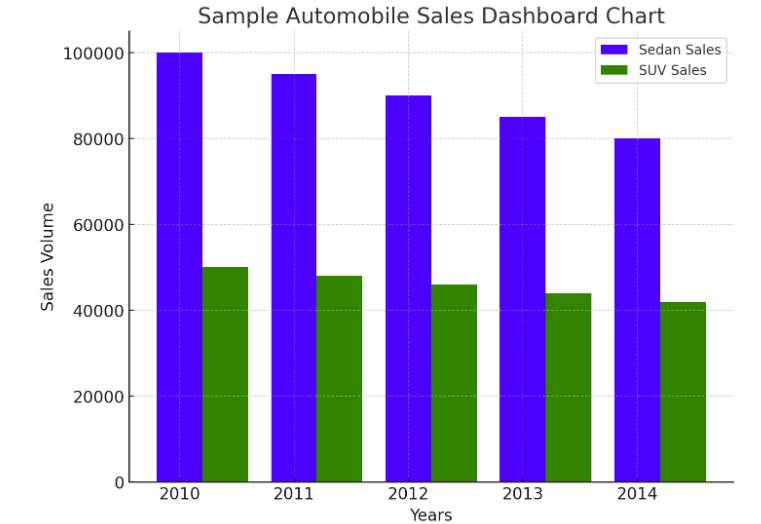 Sample Automobile Sales Dashboard Chart
Sedan Sales
SUV Sales
Sales Volume
100000
80000
60000
40000
20000
0
2010 2011 2012 2013 2014
Years